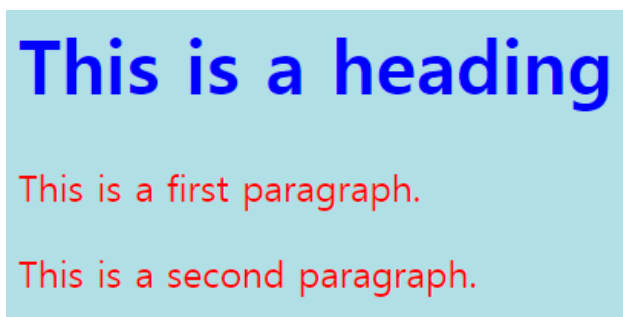 This is a heading
This is a first paragraph.
This is a second paragraph.